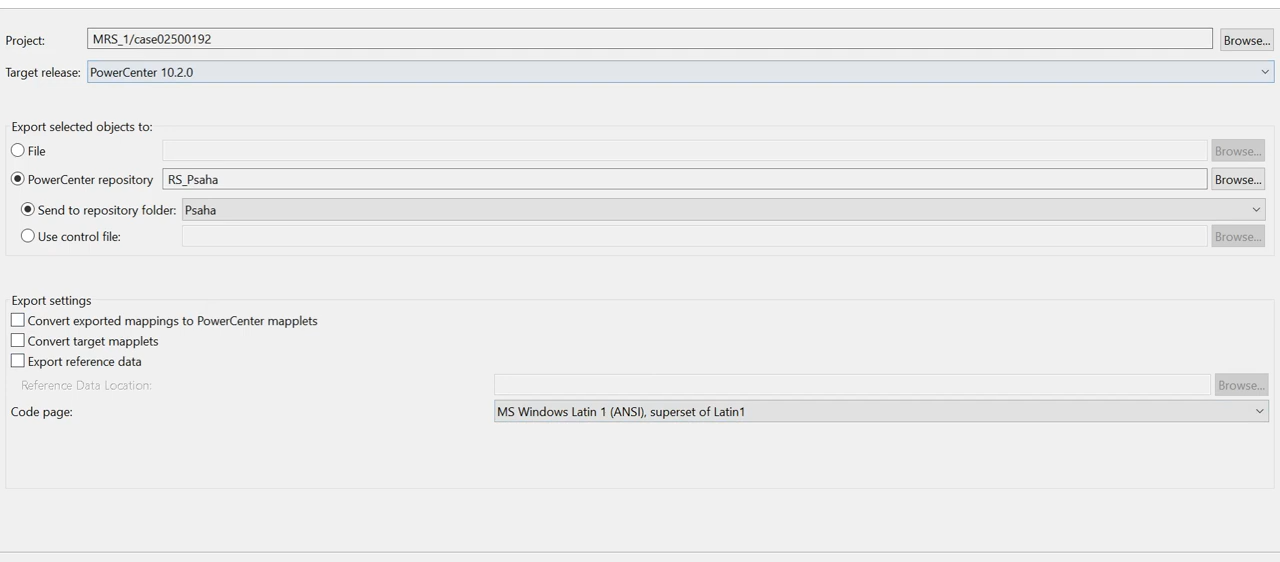 Project: MRS_1/case02500192 Browse...
Target release: PowerCenter 10.2.0
Export selected objects to:
File Browse...
PowerCenter repository RS_Psaha Browse...
Send to repository folder: Psaha
Use control file: Browse...
Export settings
Convert exported mappings to PowerCenter mapplets
Convert target mapplets
Export reference data
Reference Data Location: Browse...
Code page: MS Windows Latin 1 (ANSI), superset of Latin1